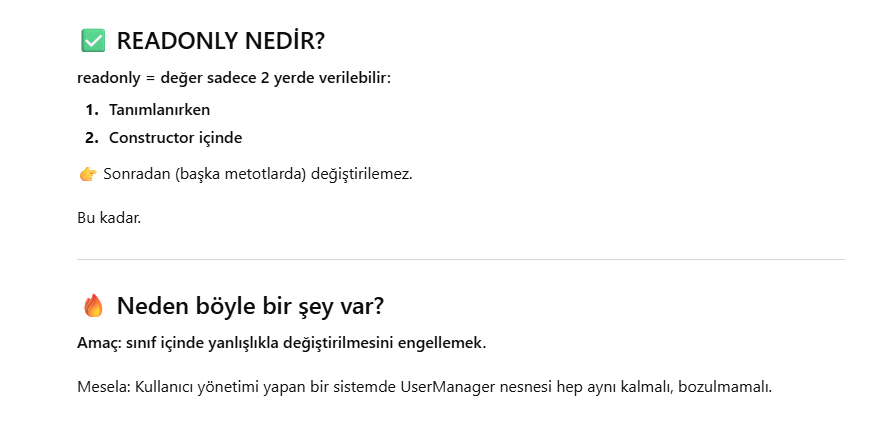 ✅ READONLY NEDİR?
readonly = değer sadece 2 yerde verilebilir:
1. Tanımlanırken
2. Constructor içinde
👉 Sonradan (başka metotlarda) değiştirilemez.
Bu kadar.
🔥 Neden böyle bir şey var?
Amaç: sınıf içinde yanlışlıkla değiştirilmesini engellemek.
Mesela: Kullanıcı yönetimi yapan bir sistemde UserManager nesnesi hep aynı kalmalı, bozulmamalı.